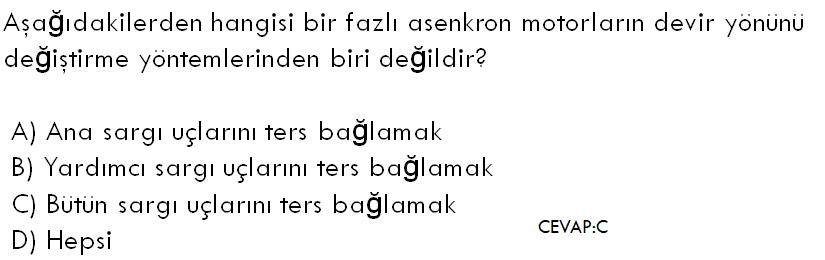 Aşağıdakilerden hangisi bir fazlı asenkron motorların devir yönünü
değiştirme yöntemlerinden biri değildir?
A) Ana sargı uçlarını ters bağlamak
B) Yardımcı sargı uçlarını ters bağlamak
C) Bütün sargı uçlarını ters bağlamak
D) Hepsi
CEVAP:C